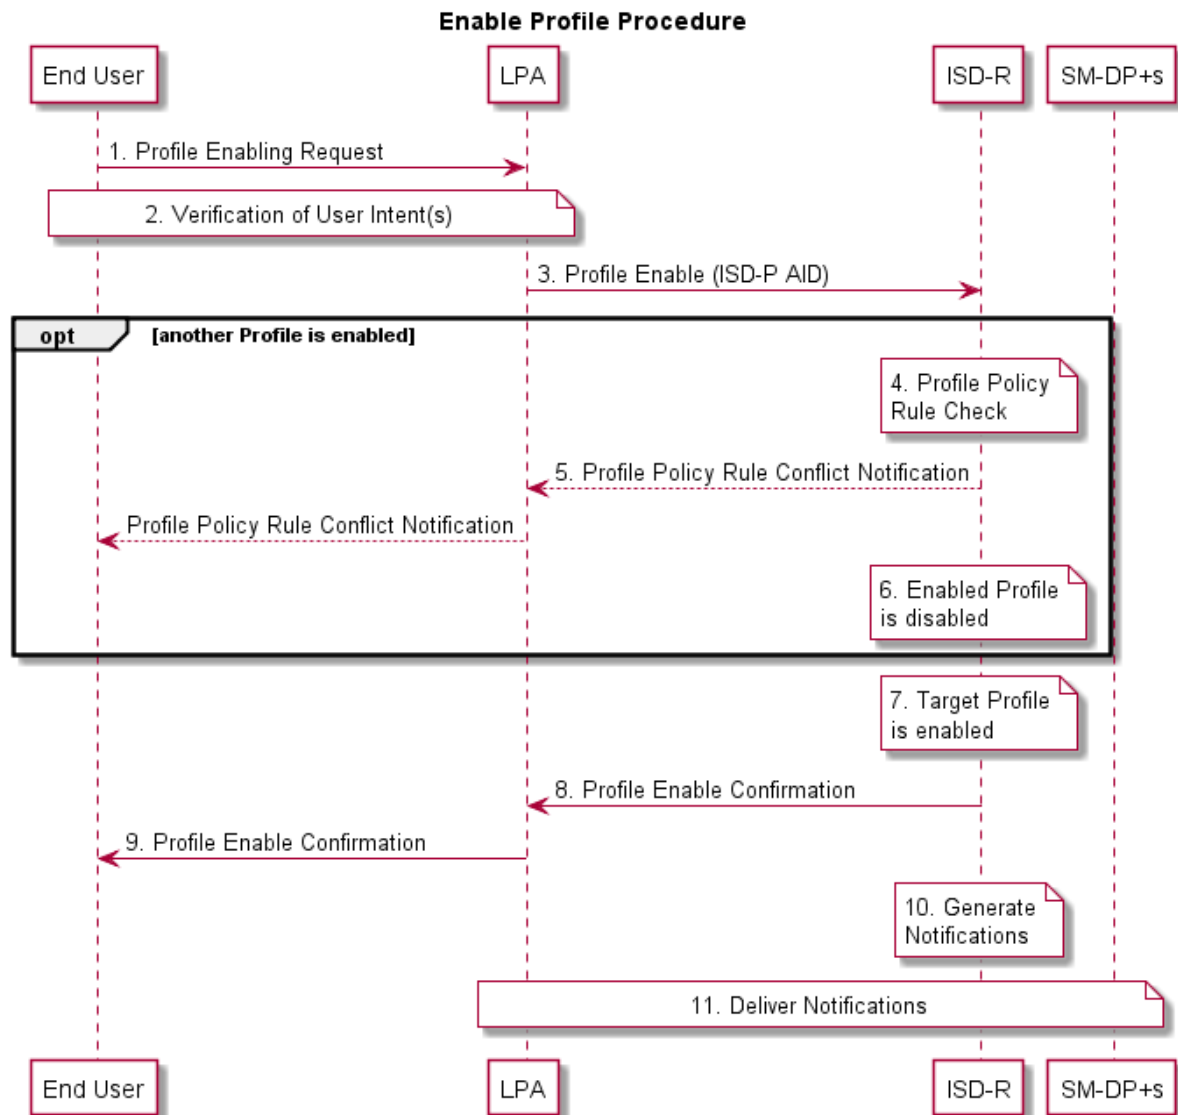 Enable Profile Procedure
End User
LPA
ISD-R
SM-DP+s
1. Profile Enabling Request
2. Verification of User Intent(s)
3. Profile Enable (ISD-P AID)
opt
[another Profile is enabled]
4. Profile Policy
Rule Check
5. Profile Policy Rule Conflict Notification
Profile Policy Rule Conflict Notification
6. Enabled Profile
is disabled
7. Target Profile
is enabled
8. Profile Enable Confirmation
9. Profile Enable Confirmation
10. Generate
Notifications
11. Deliver Notifications
End User
LPA
ISD-R
SM-DP+s